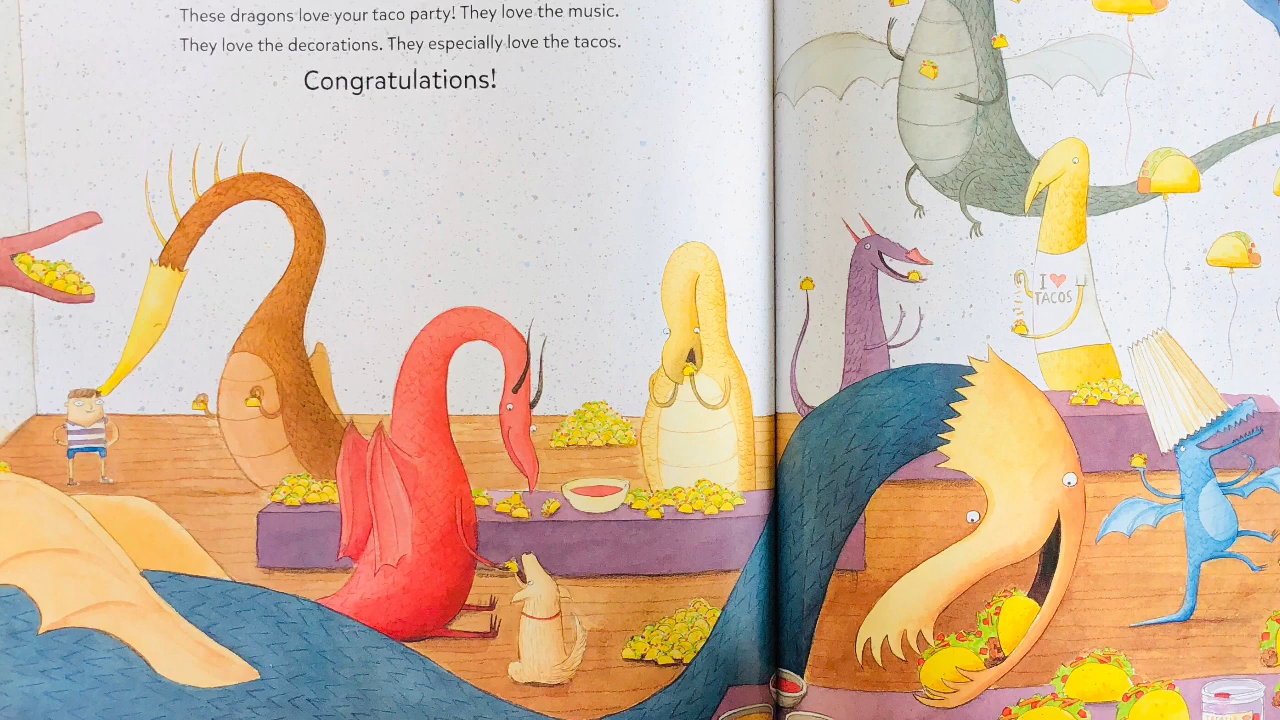 These dragons love your taco party! They love the music.
They love the decorations. They especially love the tacos.
Congratulations!
I ♥
TACOS